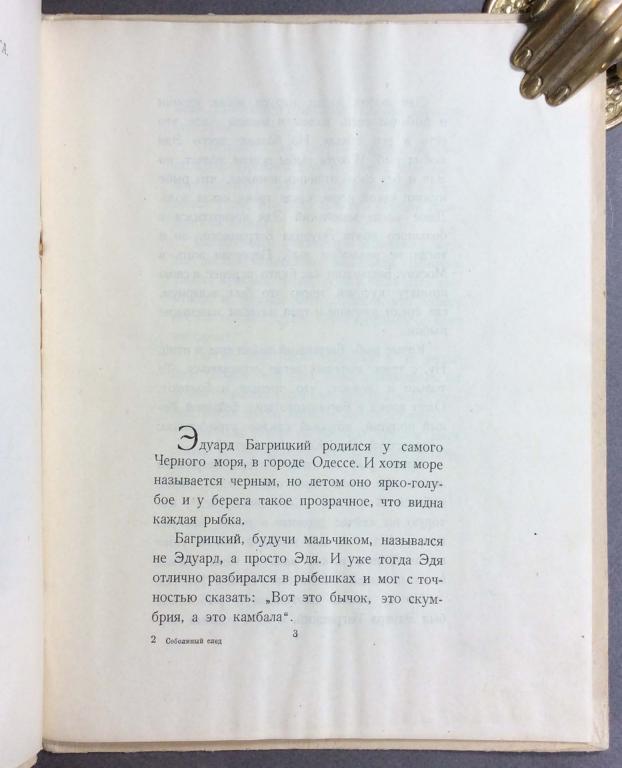 Эдуард Багрицкий родился у самого
Черного моря, в городе Одессе. И хотя море
называется черным, но летом оно ярко-голу-
бое и у берега такое прозрачное, что видна
каждая рыбка.
Багрицкий, будучи мальчиком, назывался
не Эдуард, а просто Эдя. И уже тогда Эдя
отлично разбирался в рыбешках и мог с точ-
ностью сказать: „Вот это бычок, это скум-
брия, а это камбала“.
3
2 Соболиный след